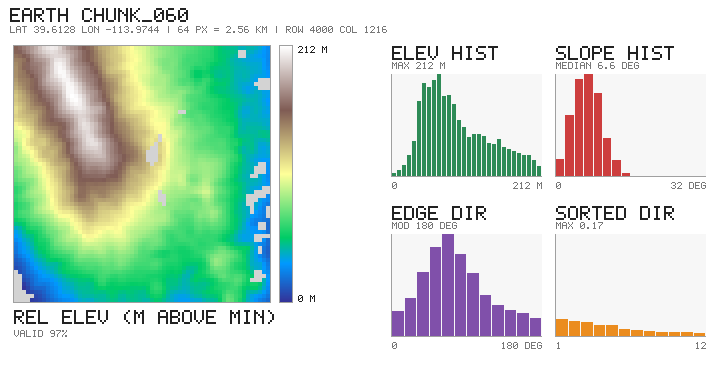 EARTH CHUNK_060
LAT 39.6128 LON -113.9744 | 64 PX = 2.56 KM | ROW 4000 COL 1216
212 M
0 M
REL ELEV (M ABOVE MIN)
VALID 97%
ELEV HIST
MAX 212 M
0 212 M
SLOPE HIST
MEDIAN 6.6 DEG
0 32 DEG
EDGE DIR
MOD 180 DEG
0 180 DEG
SORTED DIR
MAX 0.17
1 12